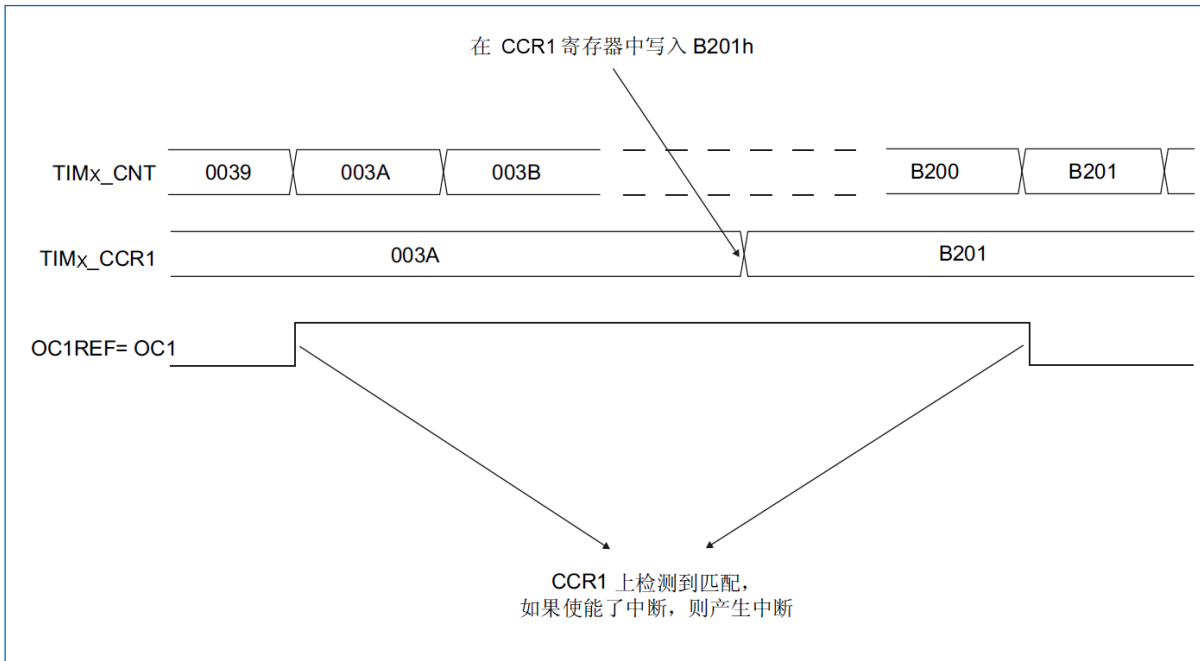 在 CCR1 寄存器中写入 B201h
TIMx_CNT 0039 003A 003B B200 B201
TIMx_CCR1 003A B201
OC1REF= OC1
CCR1 上检测到匹配，
如果使能了中断，则产生中断